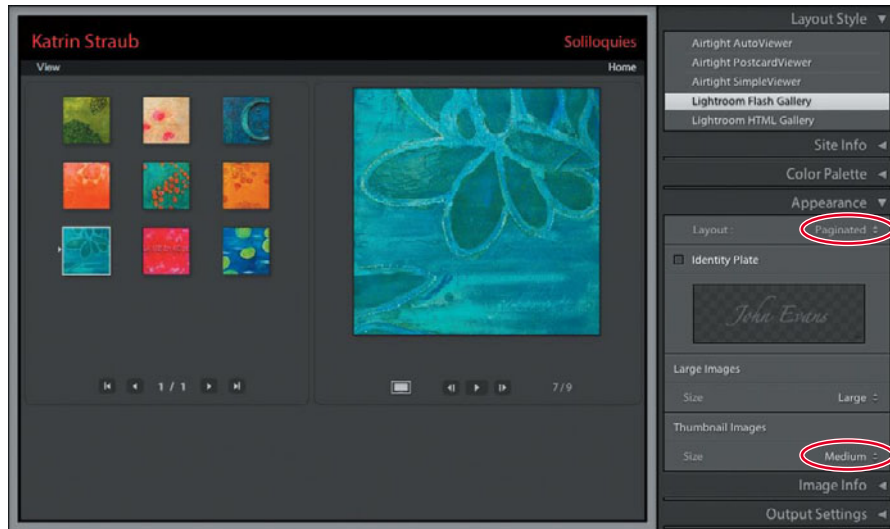 Katrin Straub
Soliloquies
View
Home
1 / 1
7/9
Layout Style
Airtight AutoViewer
Airtight PostcardViewer
Airtight SimpleViewer
Lightroom Flash Gallery
Lightroom HTML Gallery
Site Info
Color Palette
Appearance
Layout : Paginated
Identity Plate
John Evans
Large Images
Size Large
Thumbnail Images
Size Medium
Image Info
Output Settings